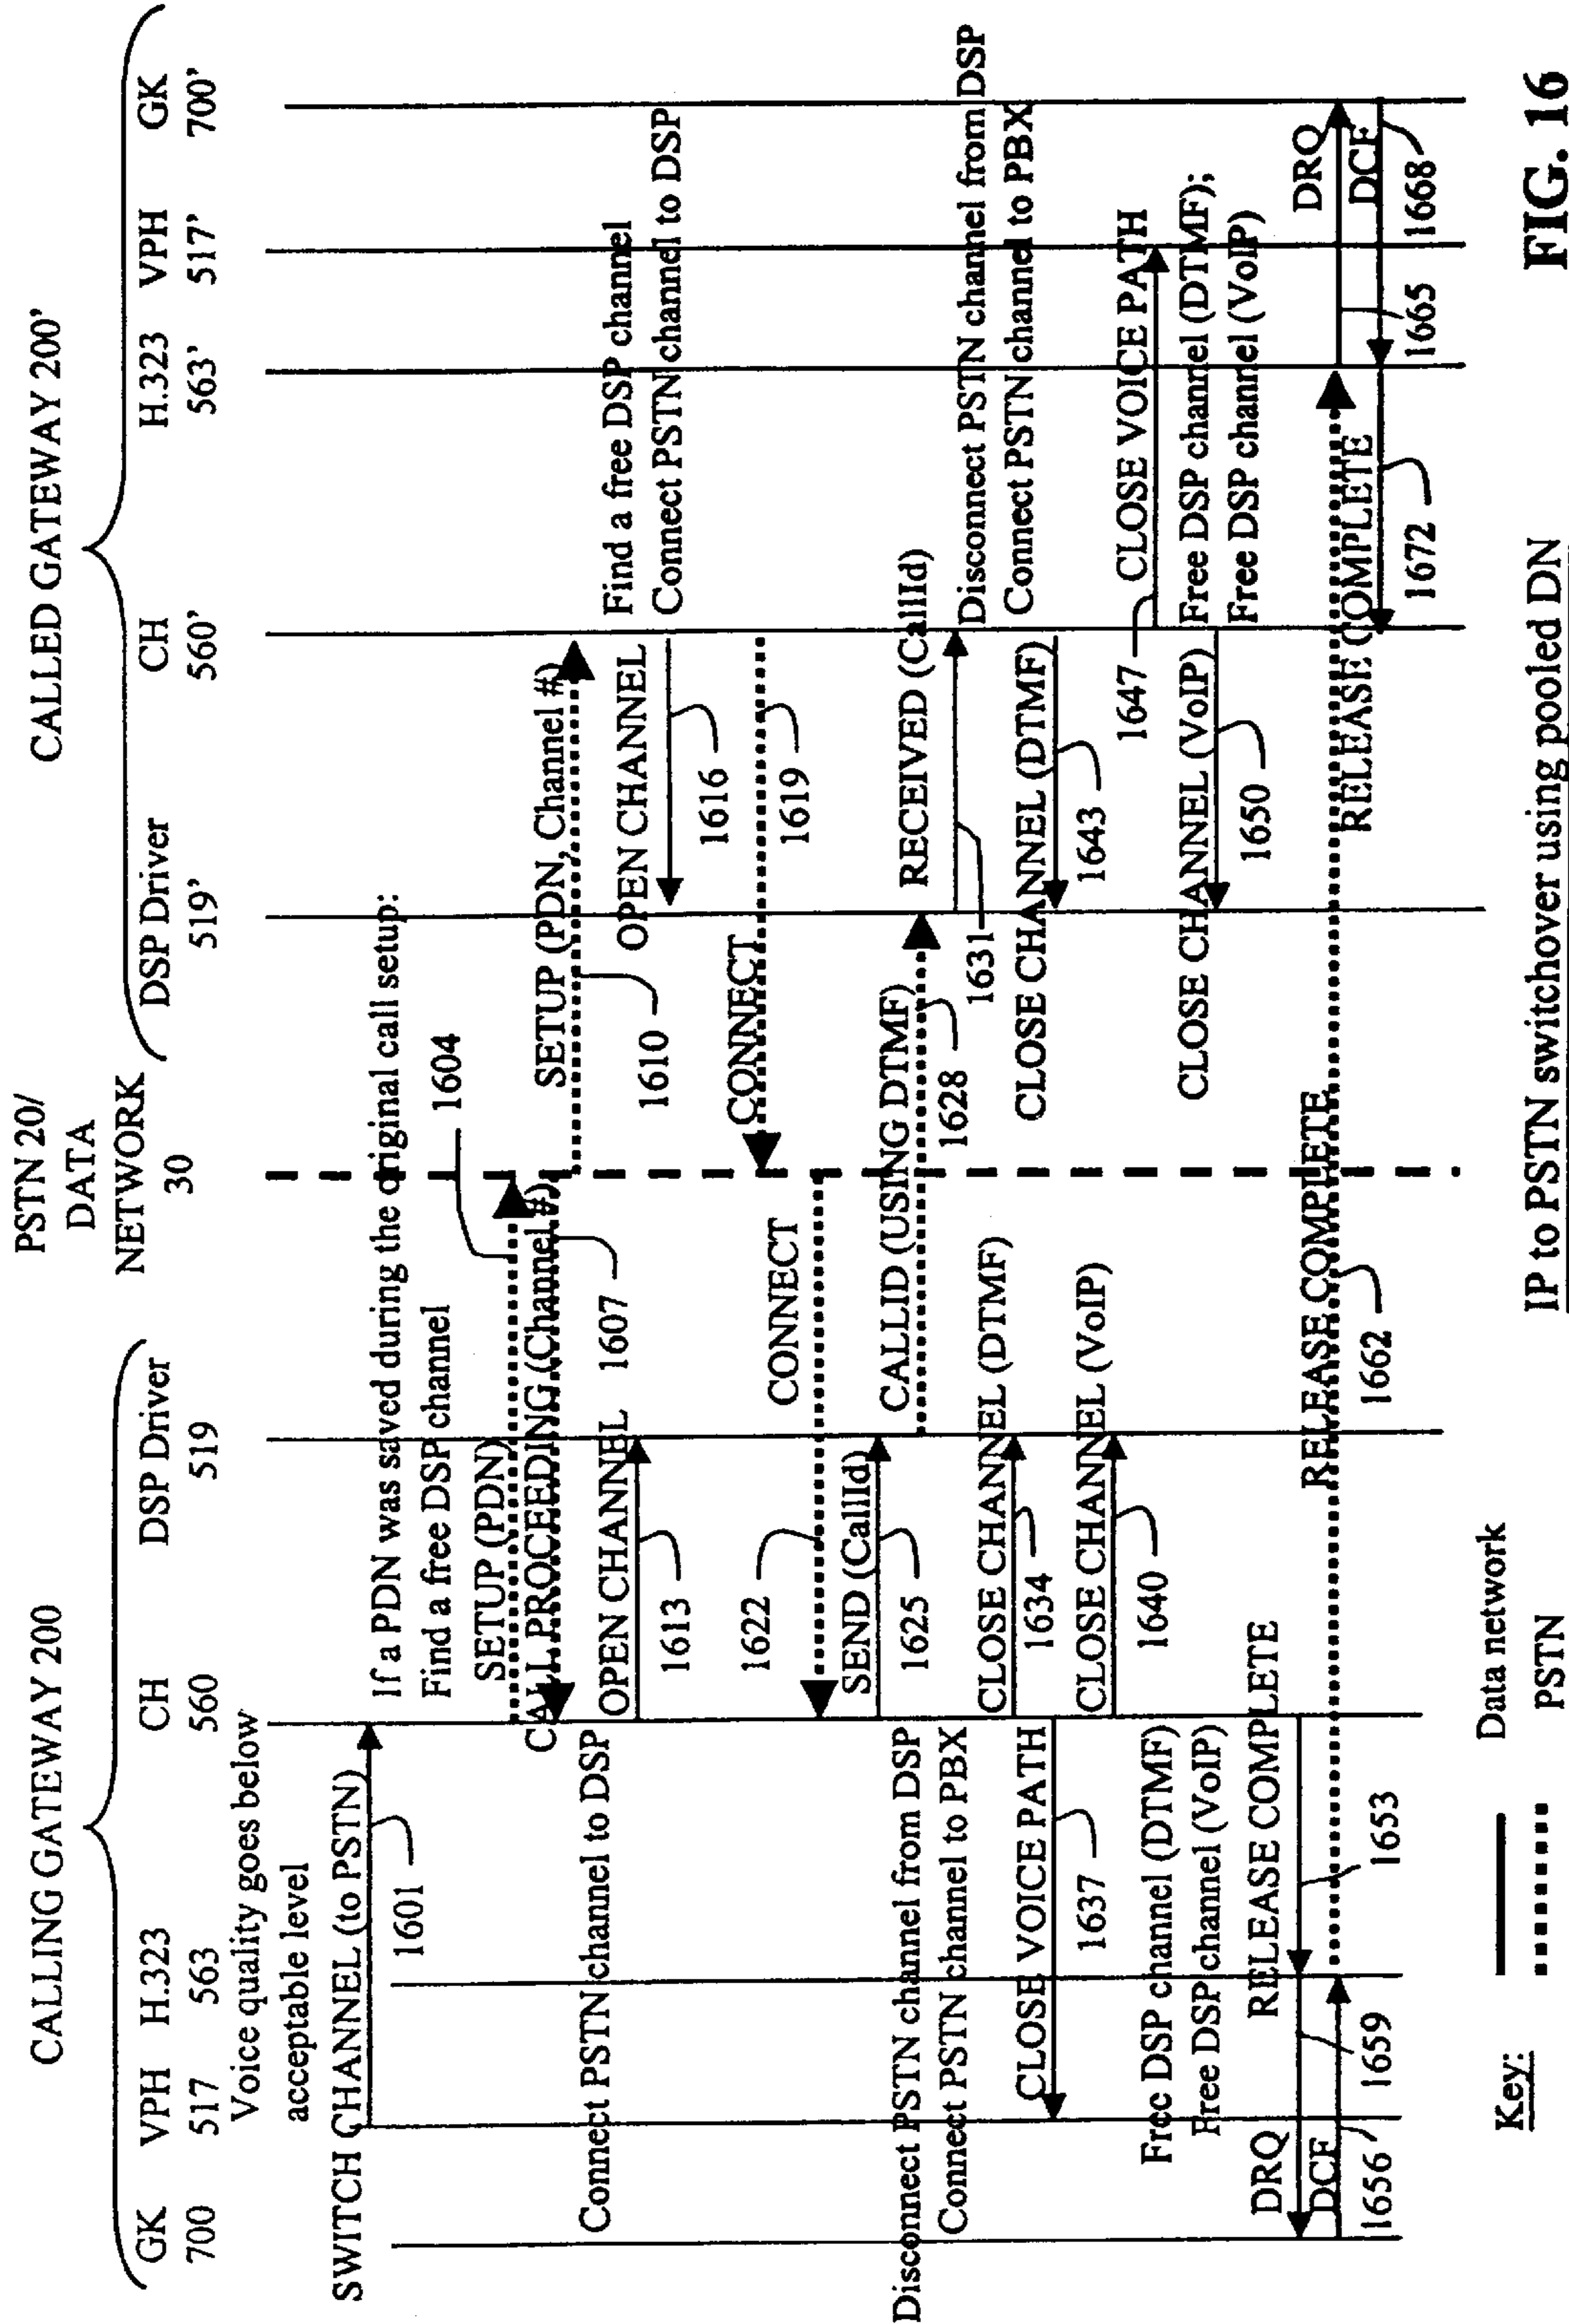 CALLING GATEWAY 200
PSTN 20/
DATA
NETWORK
30
CALLED GATEWAY 200'
GK
700
VPH
517
H.323
563
CH
560
DSP Driver
519
DSP Driver
519'
CH
560'
H.323
563'
VPH
517'
GK
700'
Voice quality goes below
acceptable level
SWITCH CHANNEL (to PSTN)
1601
If a PDN was saved during the original call setup:
Find a free DSP channel
SETUP (PDN)
1604
CALL PROCEEDING (Channel #)
1607
SETUP (PDN, Channel #)
1610
Connect PSTN channel to DSP
OPEN CHANNEL
1613
Find a free DSP channel
Connect PSTN channel to DSP
OPEN CHANNEL
1616
CONNECT
1619
CONNECT
1622
SEND (CallId)
1625
CALLID (USING DTMF)
1628
RECEIVED (CallId)
1631
Disconnect PSTN channel from DSP
Connect PSTN channel to PBX
Disconnect PSTN channel from DSP
Connect PSTN channel to PBX
CLOSE CHANNEL (DTMF)
1634
CLOSE VOICE PATH
1637
CLOSE CHANNEL (VoIP)
1640
CLOSE CHANNEL (DTMF)
1643
1647
CLOSE VOICE PATH
CLOSE CHANNEL (VoIP)
1650
Free DSP channel (DTMF)
Free DSP channel (VoIP)
Free DSP channel (DTMF);
Free DSP channel (VoIP)
RELEASE COMPLETE
1653
DRQ
DCF
1656
1659
RELEASE COMPLETE
1662
RELEASE COMPLETE
DRQ
DCF
1665
1668
1672
Key:
Data network
PSTN
IP to PSTN switchover using pooled DN
FIG. 16